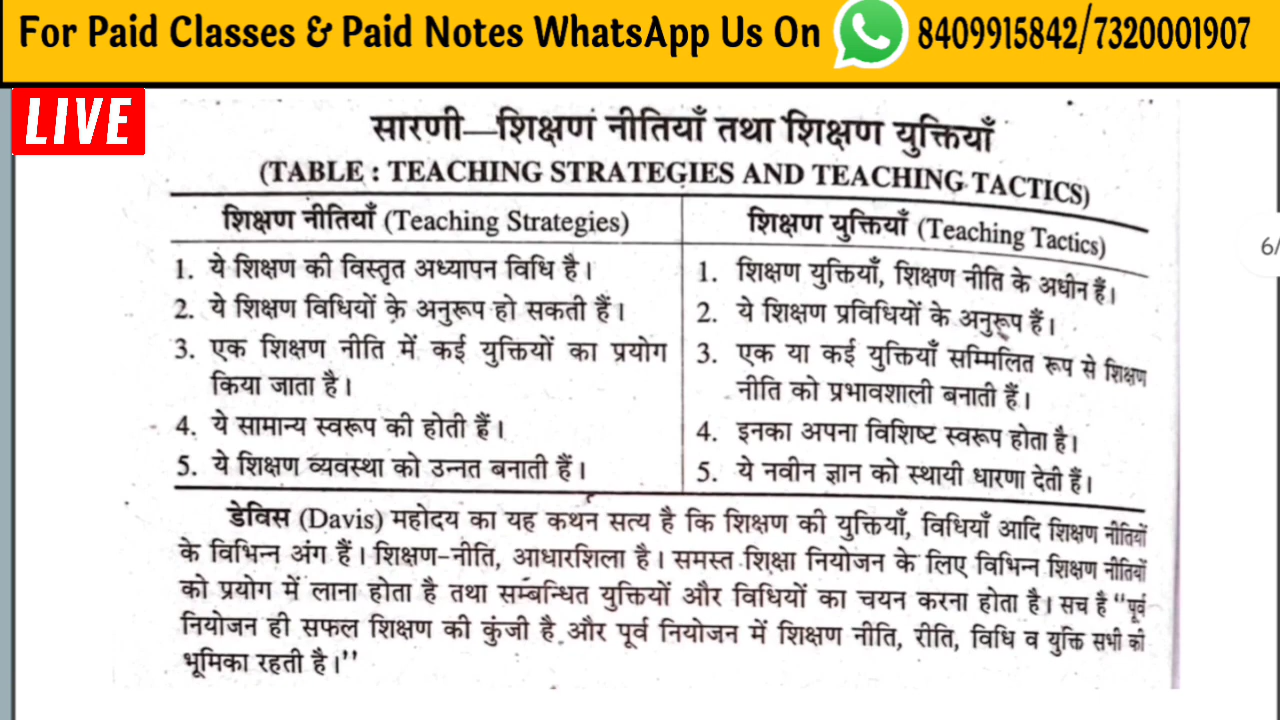 For Paid Classes & Paid Notes WhatsApp Us On 8409915842/7320001907
LIVE
सारणी—शिक्षण नीतियाँ तथा शिक्षण युक्तियाँ
(TABLE : TEACHING STRATEGIES AND TEACHING TACTICS)
शिक्षण नीतियाँ (Teaching Strategies)
1. ये शिक्षण की विस्तृत अध्यापन विधि है।
2. ये शिक्षण विधियों के अनुरूप हो सकती हैं।
3. एक शिक्षण नीति में कई युक्तियों का प्रयोग
किया जाता है।
4. ये सामान्य स्वरूप की होती हैं।
5. ये शिक्षण व्यवस्था को उन्नत बनाती हैं।
शिक्षण युक्तियाँ (Teaching Tactics)
1. शिक्षण युक्तियाँ, शिक्षण नीति के अधीन हैं।
2. ये शिक्षण प्रविधियों के अनुरूप हैं।
3. एक या कई युक्तियाँ सम्मिलित रूप से शिक्षण
नीति को प्रभावशाली बनाती हैं।
4. इनका अपना विशिष्ट स्वरूप होता है।
5. ये नवीन ज्ञान को स्थायी धारणा देती हैं।
डेविस (Davis) महोदय का यह कथन सत्य है कि शिक्षण की युक्तियाँ, विधियाँ आदि शिक्षण नीतियों
के विभिन्न अंग हैं। शिक्षण-नीति, आधारशिला है। समस्त शिक्षा नियोजन के लिए विभिन्न शिक्षण नीतियों
को प्रयोग में लाना होता है तथा सम्बन्धित युक्तियों और विधियों का चयन करना होता है। सच है "पूर्व
नियोजन ही सफल शिक्षण की कुंजी है और पूर्व नियोजन में शिक्षण नीति, रीति, विधि व युक्ति सभी की
भूमिका रहती है।"
6/